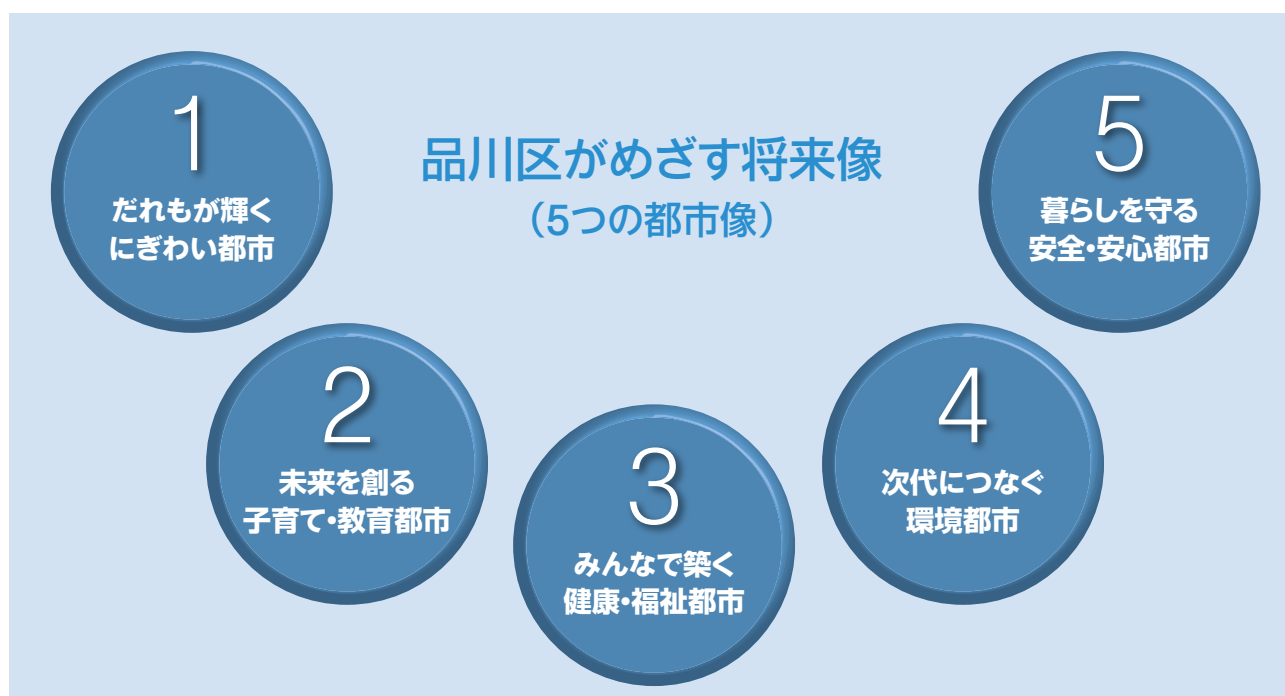 品川区がめざす将来像
（5つの都市像）
1
だれもが輝く
にぎわい都市
2
未来を創る
子育て・教育都市
3
みんなで築く
健康・福祉都市
4
次代につなぐ
環境都市
5
暮らしを守る
安全・安心都市